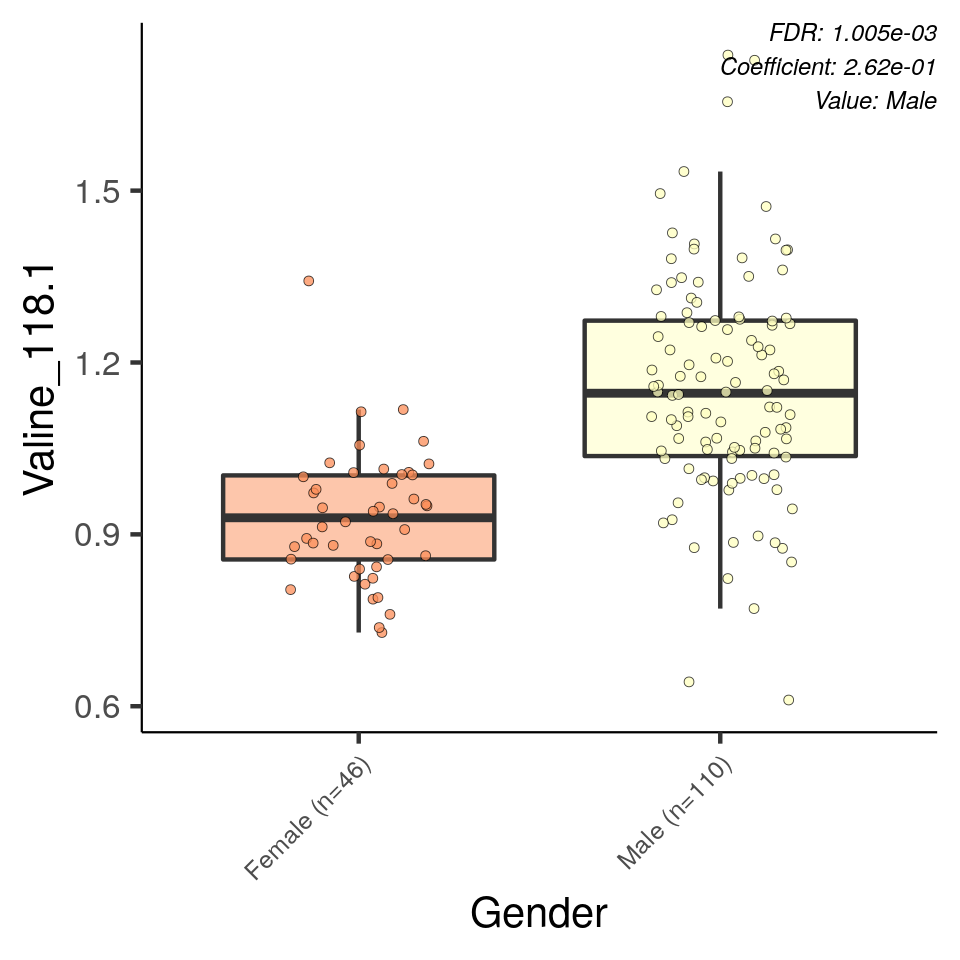 FDR: 1.005e-03
Coefficient: 2.62e-01
Value: Male
Valine_118.1
1.5
1.2
0.9
0.6
Female (n=46)
Male (n=110)
Gender